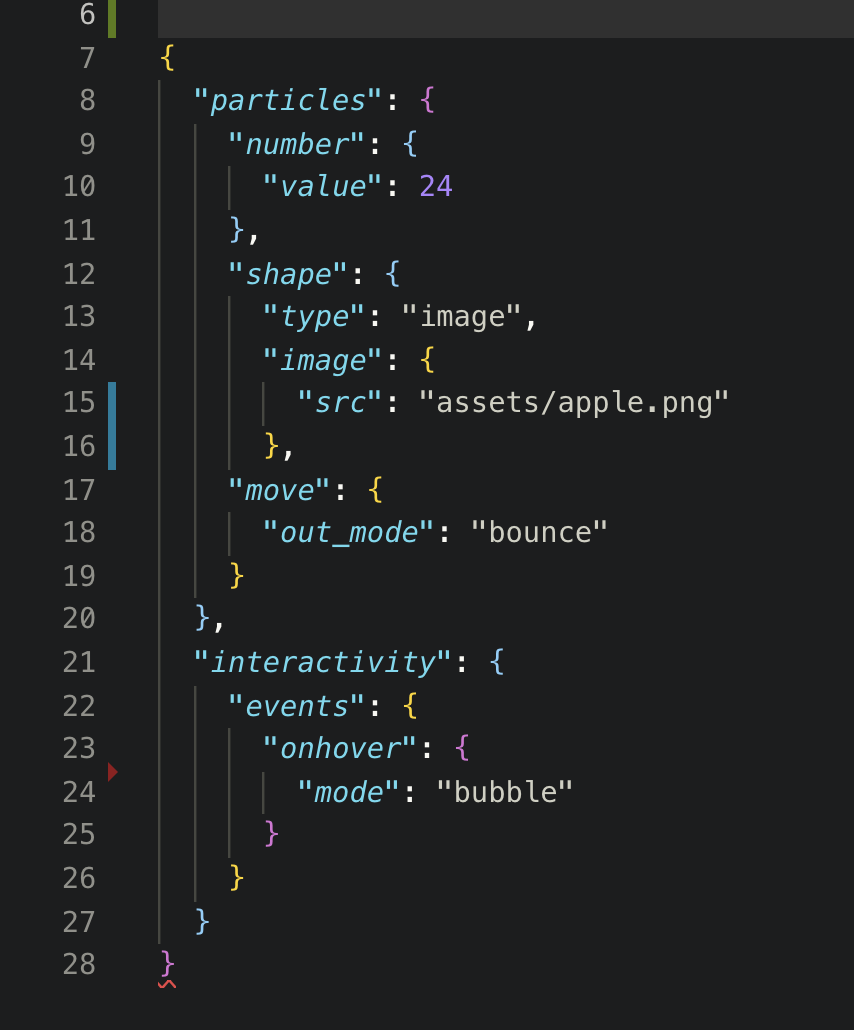 6
7 {
8   "particles": {
9     "number": {
10       "value": 24
11     },
12     "shape": {
13       "type": "image",
14       "image": {
15         "src": "assets/apple.png"
16       },
17     "move": {
18       "out_mode": "bounce"
19     }
20   },
21   "interactivity": {
22     "events": {
23       "onhover": {
24         "mode": "bubble"
25       }
26     }
27   }
28 }